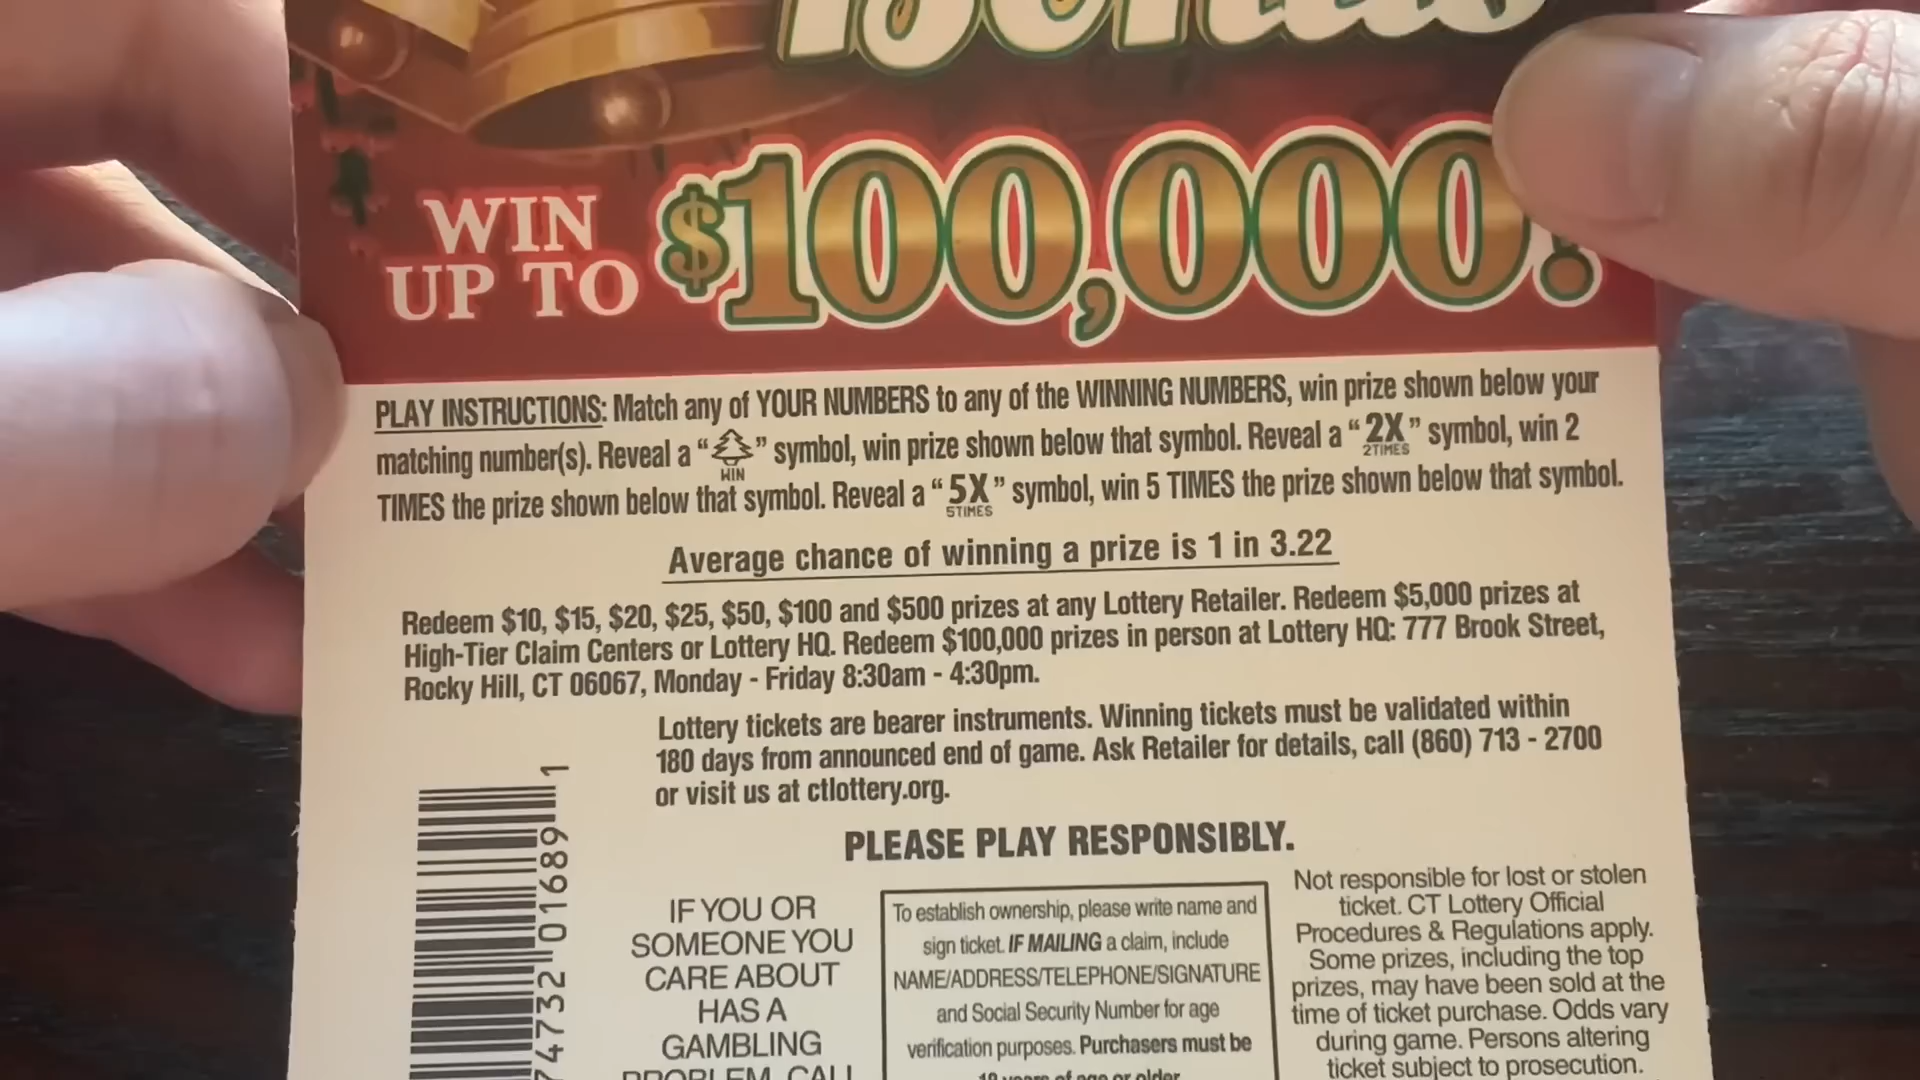 Bonus
WIN
UP TO $100,000!
PLAY INSTRUCTIONS: Match any of YOUR NUMBERS to any of the WINNING NUMBERS, win prize shown below your
matching number(s). Reveal a “ WIN ” symbol, win prize shown below that symbol. Reveal a “ 2X 2TIMES ” symbol, win 2
TIMES the prize shown below that symbol. Reveal a “ 5X 5TIMES ” symbol, win 5 TIMES the prize shown below that symbol.
Average chance of winning a prize is 1 in 3.22
Redeem $10, $15, $20, $25, $50, $100 and $500 prizes at any Lottery Retailer. Redeem $5,000 prizes at
High-Tier Claim Centers or Lottery HQ. Redeem $100,000 prizes in person at Lottery HQ: 777 Brook Street,
Rocky Hill, CT 06067, Monday - Friday 8:30am - 4:30pm.
Lottery tickets are bearer instruments. Winning tickets must be validated within
180 days from announced end of game. Ask Retailer for details, call (860) 713 - 2700
or visit us at ctlottery.org.
PLEASE PLAY RESPONSIBLY.
74732 01689 1
IF YOU OR
SOMEONE YOU
CARE ABOUT
HAS A
GAMBLING
PROBLEM, CALL
To establish ownership, please write name and
sign ticket. IF MAILING a claim, include
NAME/ADDRESS/TELEPHONE/SIGNATURE
and Social Security Number for age
verification purposes. Purchasers must be
18 years of age or older
Not responsible for lost or stolen
ticket. CT Lottery Official
Procedures & Regulations apply.
Some prizes, including the top
prizes, may have been sold at the
time of ticket purchase. Odds vary
during game. Persons altering
ticket subject to prosecution.